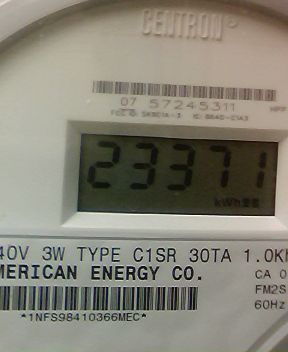 CENTRON
07 57245311
23371
kWh
40V 3W TYPE C1SR 30TA 1.0Kh
MERICAN ENERGY CO.
CA 0
FM2S
60Hz
*1NFS98410366MEC*